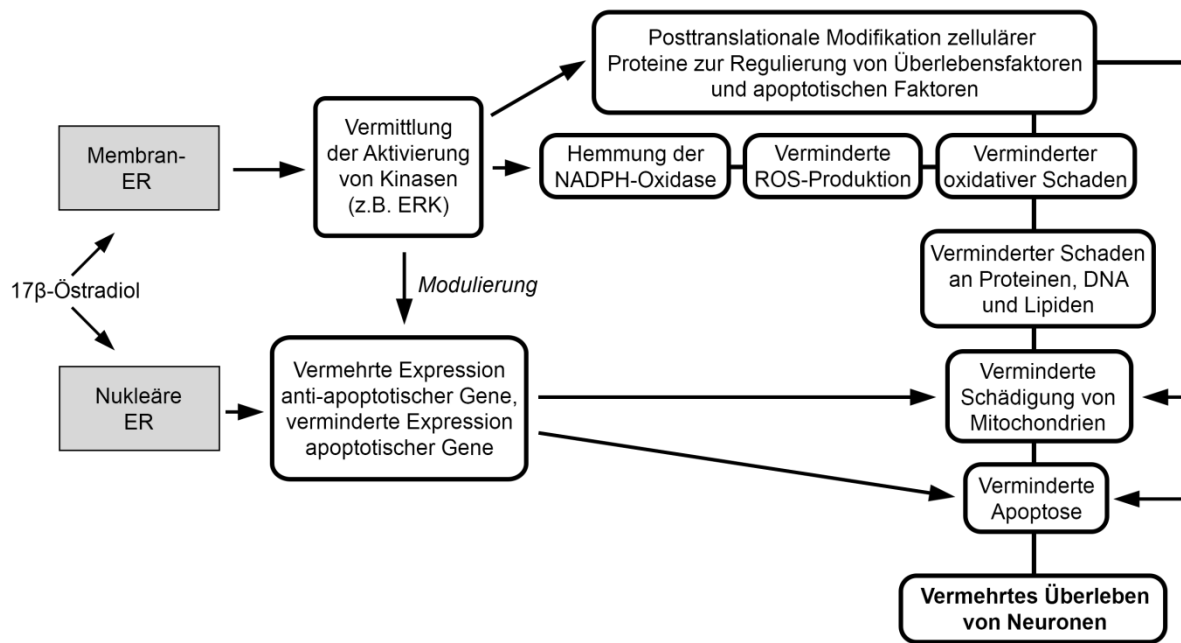 Posttranslationale Modifikation zellulärer
Proteine zur Regulierung von Überlebensfaktoren
und apoptotischen Faktoren
Membran-
ER
Vermittlung
der Aktivierung
von Kinasen
(z.B. ERK)
Hemmung der
NADPH-Oxidase
Verminderte
ROS-Produktion
Verminderter
oxidativer Schaden
17β-Östradiol
Modulierung
Verminderter Schaden
an Proteinen, DNA
und Lipiden
Nukleäre
ER
Vermehrte Expression
anti-apoptotischer Gene,
verminderte Expression
apoptotischer Gene
Verminderte
Schädigung von
Mitochondrien
Verminderte
Apoptose
Vermehrtes Überleben
von Neuronen